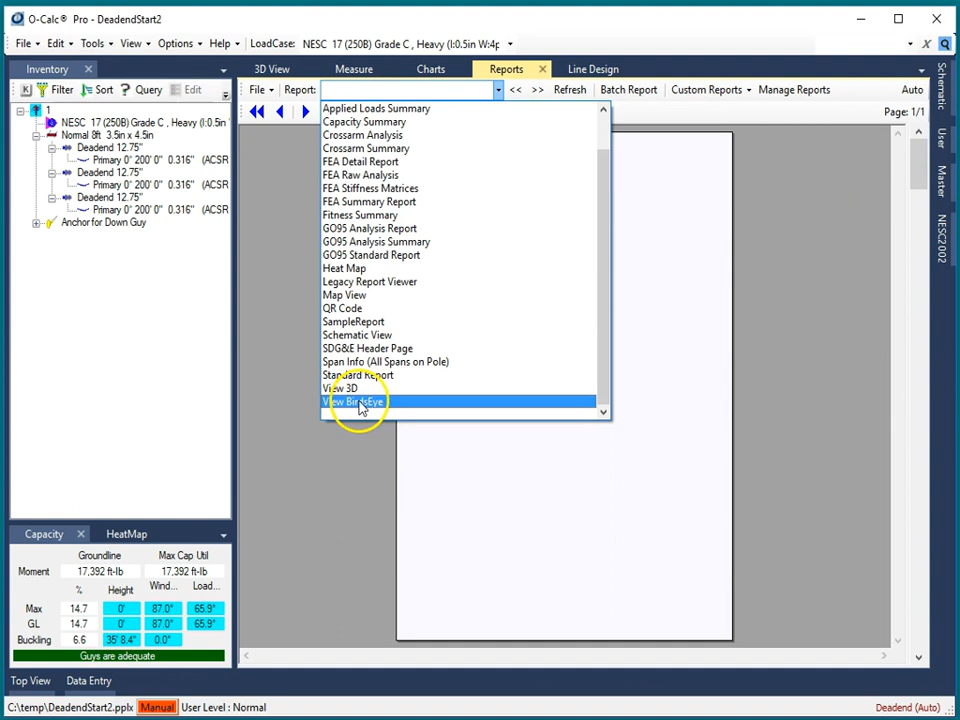 O-Calc® Pro - DeadendStart2
File Edit Tools View Options Help LoadCase: NESC 17 (250B) Grade C , Heavy (I:0.5in W:4p
Inventory
3D View Measure Charts Reports Line Design
K Filter Sort Query Edit
File Report: << >> Refresh Batch Report Custom Reports Manage Reports Auto
Page: 1/1
1
NESC 17 (250B) Grade C , Heavy (I:0.5in W
Normal 8ft 3.5in x 4.5in
Deadend 12.75"
Primary 0° 200' 0" 0.316" (ACSR
Deadend 12.75"
Primary 0° 200' 0" 0.316" (ACSR
Deadend 12.75"
Primary 0° 200' 0" 0.316" (ACSR
Anchor for Down Guy
Applied Loads Summary
Capacity Summary
Crossarm Analysis
Crossarm Summary
FEA Detail Report
FEA Raw Analysis
FEA Stiffness Matrices
FEA Summary Report
Fitness Summary
GO95 Analysis Report
GO95 Analysis Summary
GO95 Standard Report
Heat Map
Legacy Report Viewer
Map View
QR Code
SampleReport
Schematic View
SDG&E Header Page
Span Info (All Spans on Pole)
Standard Report
View 3D
View BirdsEye
Schematic
User
Master
NESC2002
Capacity HeatMap
Groundline Max Cap Util
Moment 17,392 ft-lb 17,392 ft-lb
% Height Wind... Load...
Max 14.7 0' 87.0° 65.9°
GL 14.7 0' 87.0° 65.9°
Buckling 6.6 35' 8.4" 0.0°
Guys are adequate
Top View Data Entry
C:\temp\DeadendStart2.pplx Manual User Level : Normal
Deadend (Auto)